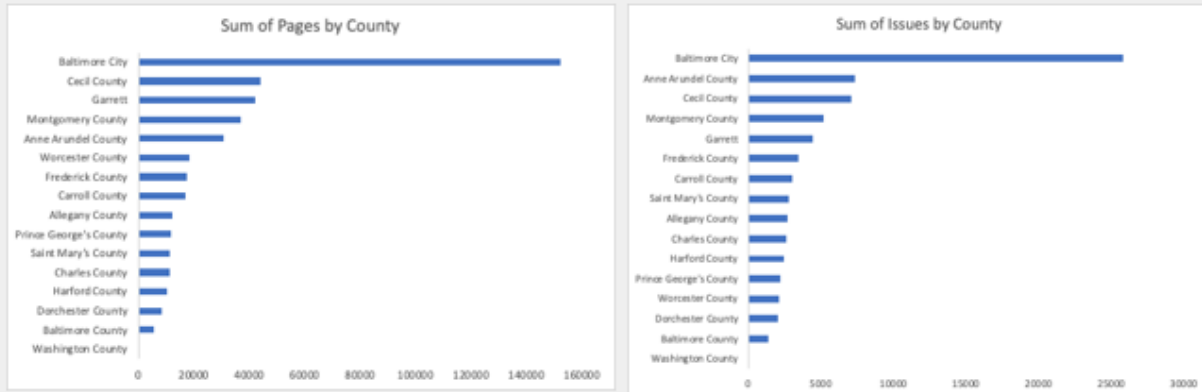 Sum of Pages by County
Baltimore City
Cecil County
Garrett
Montgomery County
Anne Arundel County
Worcester County
Frederick County
Carroll County
Allegany County
Prince George's County
Saint Mary's County
Charles County
Harford County
Dorchester County
Baltimore County
Washington County
0 20000 40000 60000 80000 100000 120000 140000 160000
Sum of Issues by County
Baltimore City
Anne Arundel County
Cecil County
Montgomery County
Garrett
Frederick County
Carroll County
Saint Mary's County
Allegany County
Charles County
Harford County
Prince George's County
Worcester County
Dorchester County
Baltimore County
Washington County
0 5000 10000 15000 20000 25000 30000